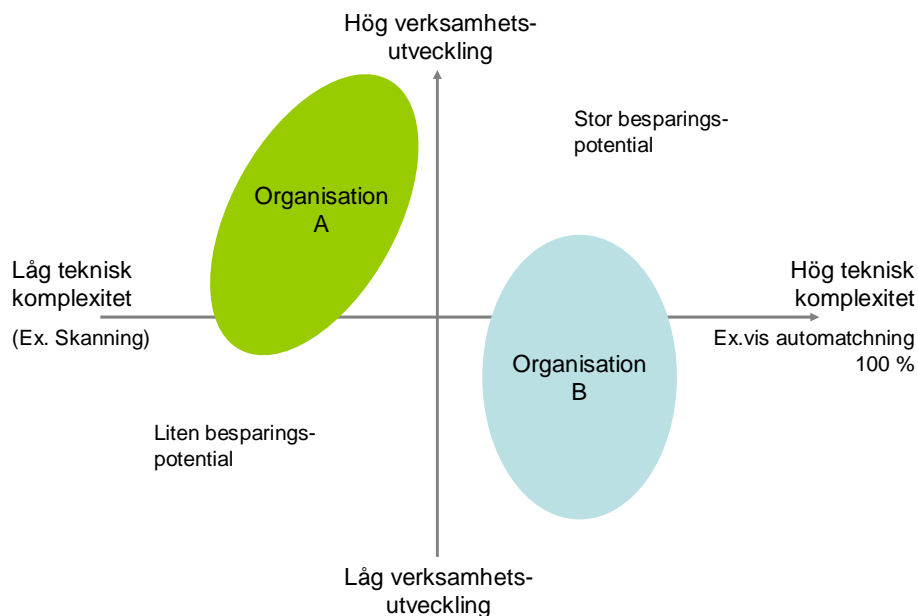 Hög verksamhets-
utveckling
Stor besparings-
potential
Organisation
A
Låg teknisk
komplexitet
(Ex. Skanning)
Hög teknisk
komplexitet
Ex.vis automatchning
100 %
Organisation
B
Liten besparings-
potential
Låg verksamhets-
utveckling